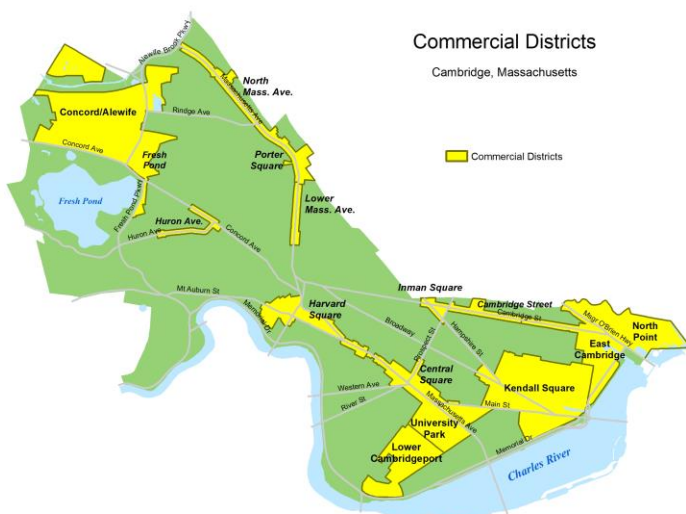 Commercial Districts
Cambridge, Massachusetts
Commercial Districts
Alewife Brook Pkwy
North
Mass. Ave.
Massachusetts Ave
Concord/Alewife
Rindge Ave
Concord Ave
Fresh
Pond
Porter
Square
Fresh Pond
Fresh Pond Pkwy
Lower
Mass. Ave.
Huron Ave.
Huron Ave
Concord Ave
Mt Auburn St
Memorial Dr
Harvard
Square
Inman Square
Cambridge Street
Cambridge St
Msgr O'Brien Hwy
North
Point
East
Cambridge
Broadway
Hampshire St
Prospect St
Central
Square
Kendall Square
Western Ave
River St
Massachusetts Ave
Main St
University
Park
Lower
Cambridgeport
Memorial Dr
Charles River